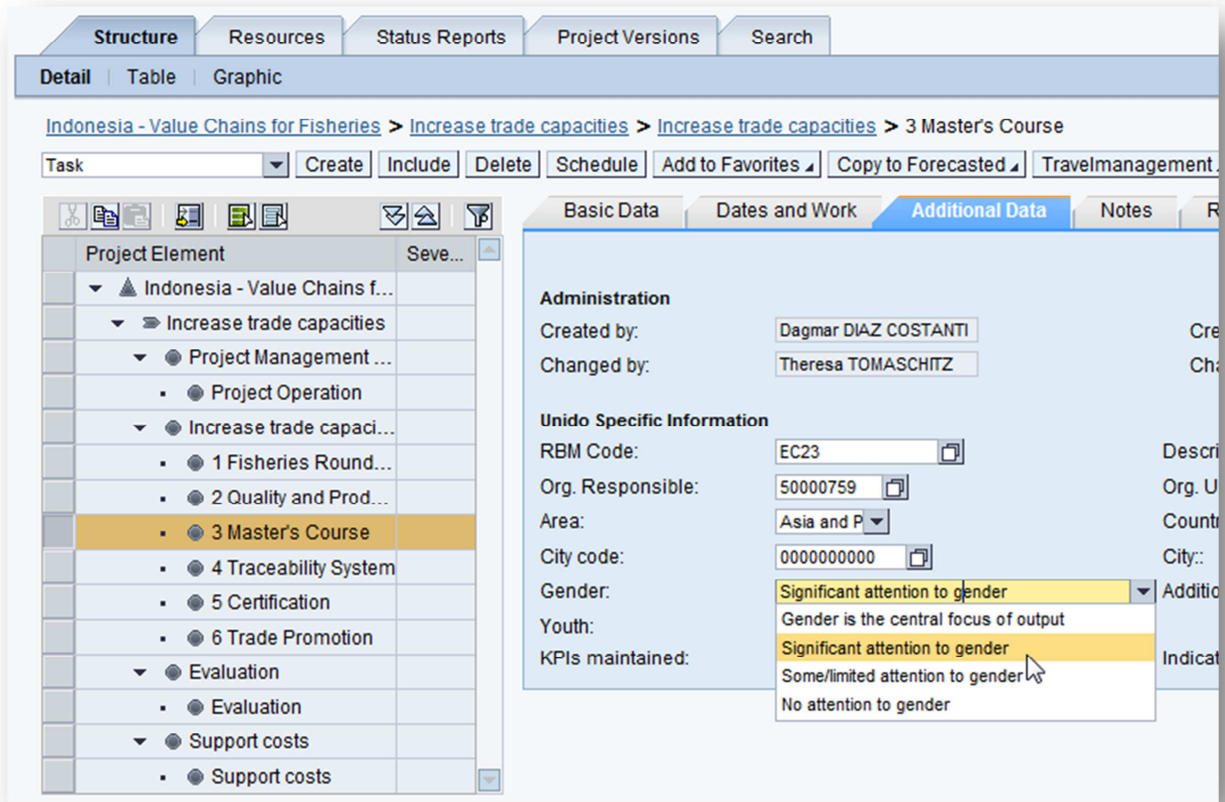 Structure Resources Status Reports Project Versions Search
Detail Table Graphic
Indonesia - Value Chains for Fisheries > Increase trade capacities > Increase trade capacities > 3 Master's Course
Task Create Include Delete Schedule Add to Favorites Copy to Forecasted Travelmanagement
Basic Data Dates and Work Additional Data Notes R
Project Element Seve...
Indonesia - Value Chains f...
Increase trade capacities
Project Management ...
Project Operation
Increase trade capaci...
1 Fisheries Round...
2 Quality and Prod...
3 Master's Course
4 Traceability System
5 Certification
6 Trade Promotion
Evaluation
Evaluation
Support costs
Support costs
Administration
Created by: Dagmar DIAZ COSTANTI Cre
Changed by: Theresa TOMASCHITZ Cha
Unido Specific Information
RBM Code: EC23 Descri
Org. Responsible: 50000759 Org. U
Area: Asia and P Countr
City code: 0000000000 City::
Gender: Significant attention to gender Additio
Youth:
KPIs maintained: Indicat
Gender is the central focus of output
Significant attention to gender
Some/limited attention to gender
No attention to gender